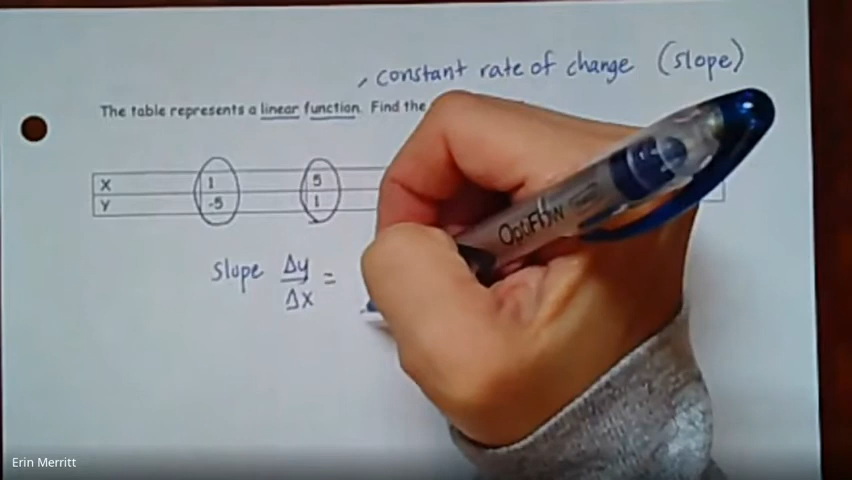 constant rate of change (slope)
The table represents a linear function. Find the
X 1 5
Y -5 1
slope Δy
Δx =
OptiFlow
Erin Merritt